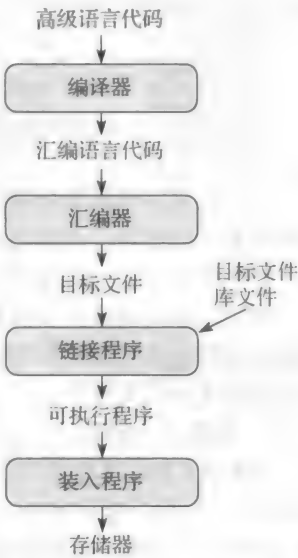 高级语言代码
编译器
汇编语言代码
汇编器
目标文件
目标文件
库文件
链接程序
可执行程序
装入程序
存储器